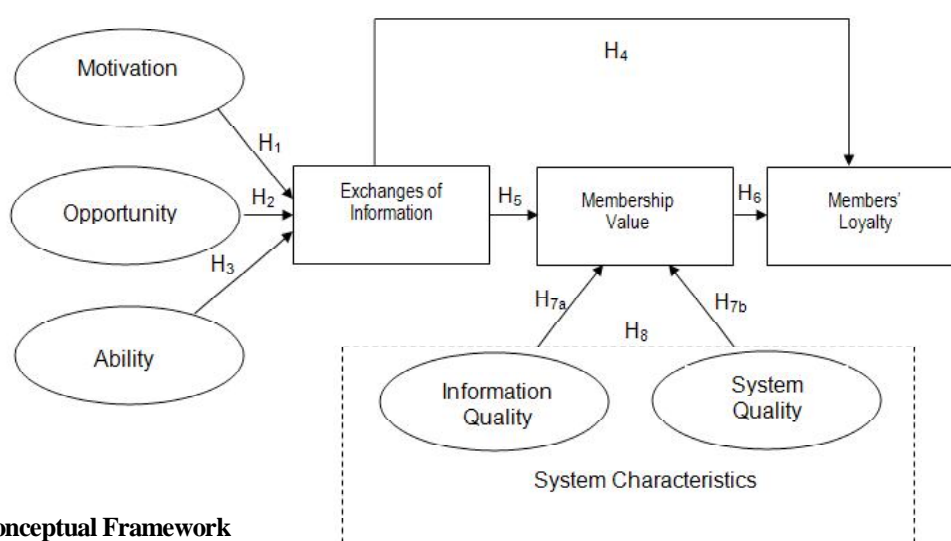 Motivation
H₄
H₁
Exchanges of
Information
Opportunity
H₂
H₅
Membership
Value
H₆
Members'
Loyalty
H₃
Ability
H₇ₐ
H₈
H₇b
Information
Quality
System
Quality
System Characteristics
onceptual Framework